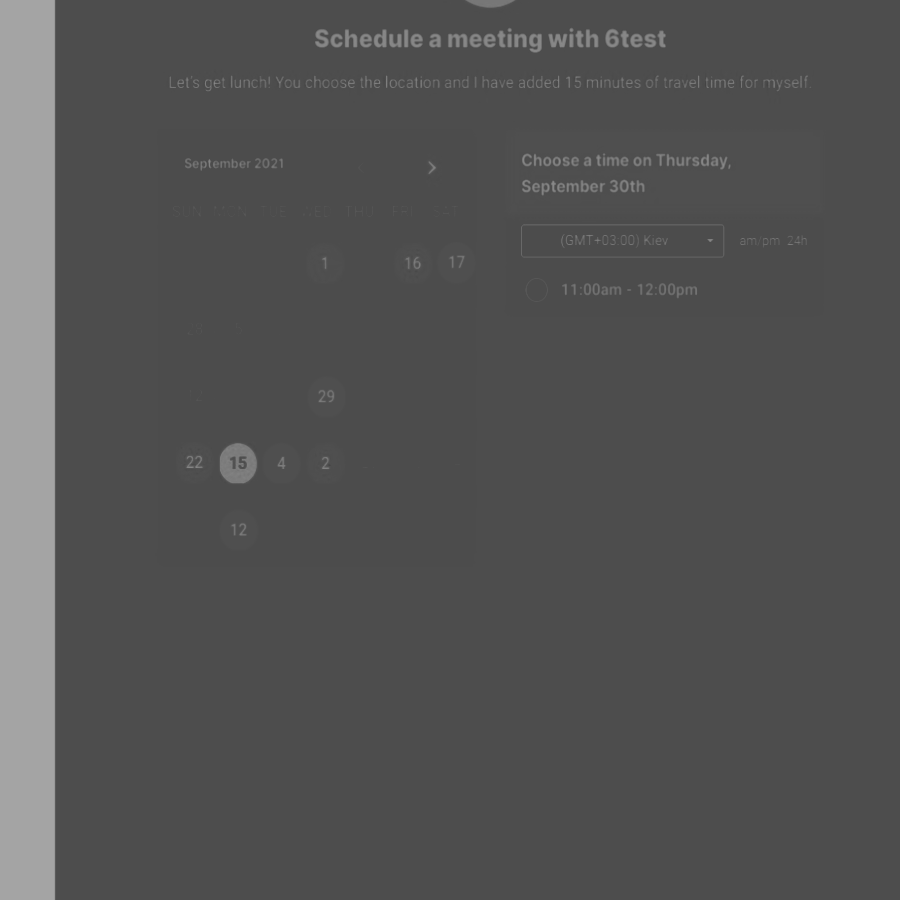 Schedule a meeting with 6test
Let's get lunch! You choose the location and I have added 15 minutes of travel time for myself.
September 2021
SUN MON TUE WED THU FRI SAT
1 16 17
29
22 15 4 2
12
Choose a time on Thursday,
September 30th
(GMT+03:00) Kiev am/pm 24h
11:00am - 12:00pm